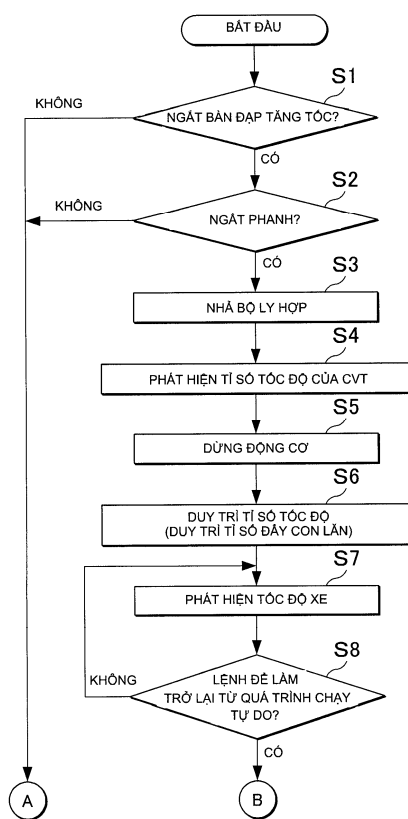 BẮT ĐẦU
S1
KHÔNG
NGẮT BÀN ĐẠP TĂNG TỐC?
CÓ
S2
KHÔNG
NGẮT PHANH?
CÓ
S3
NHẢ BỘ LY HỢP
S4
PHÁT HIỆN TỈ SỐ TỐC ĐỘ CỦA CVT
S5
DỪNG ĐỘNG CƠ
S6
DUY TRÌ TỈ SỐ TỐC ĐỘ
(DUY TRÌ TỈ SỐ ĐẨY CON LĂN)
S7
PHÁT HIỆN TỐC ĐỘ XE
S8
KHÔNG
LỆNH ĐỂ LÀM
TRỞ LẠI TỪ QUÁ TRÌNH CHẠY
TỰ DO?
CÓ
A
B